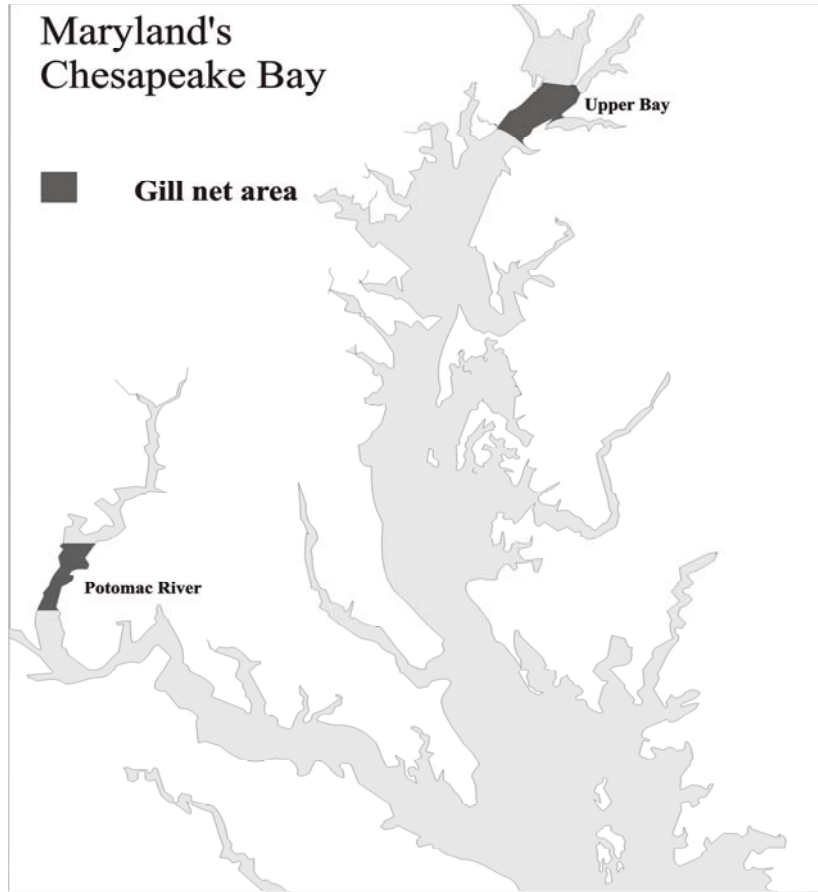 Maryland's
Chesapeake Bay
Upper Bay
Gill net area
Potomac River